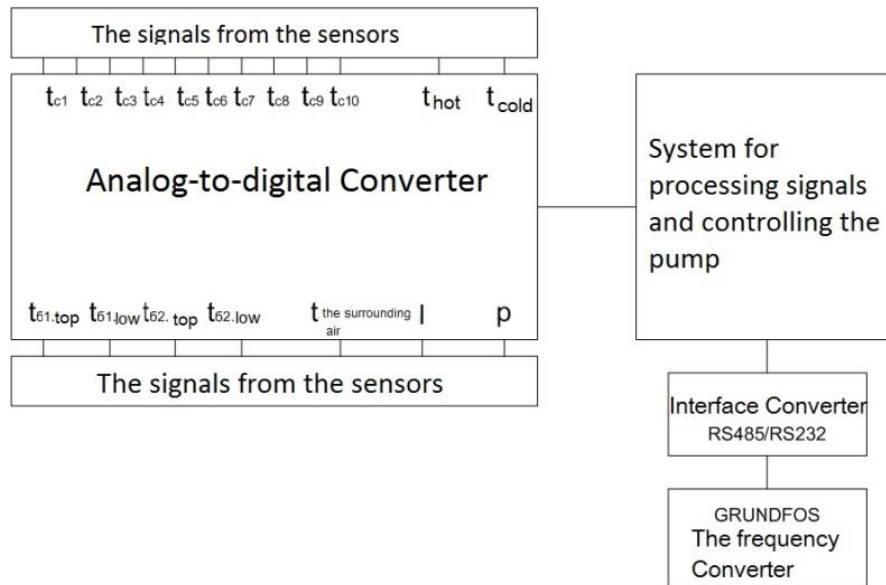 The signals from the sensors
tc1 tc2 tc3 tc4 tc5 tc6 tc7 tc8 tc9 tc10 thot tcold
Analog-to-digital Converter
tб1.top tб1.low tб2. top tб2.low t the surrounding air l p
The signals from the sensors
System for
processing signals
and controlling the
pump
Interface Converter
RS485/RS232
GRUNDFOS
The frequency
Converter